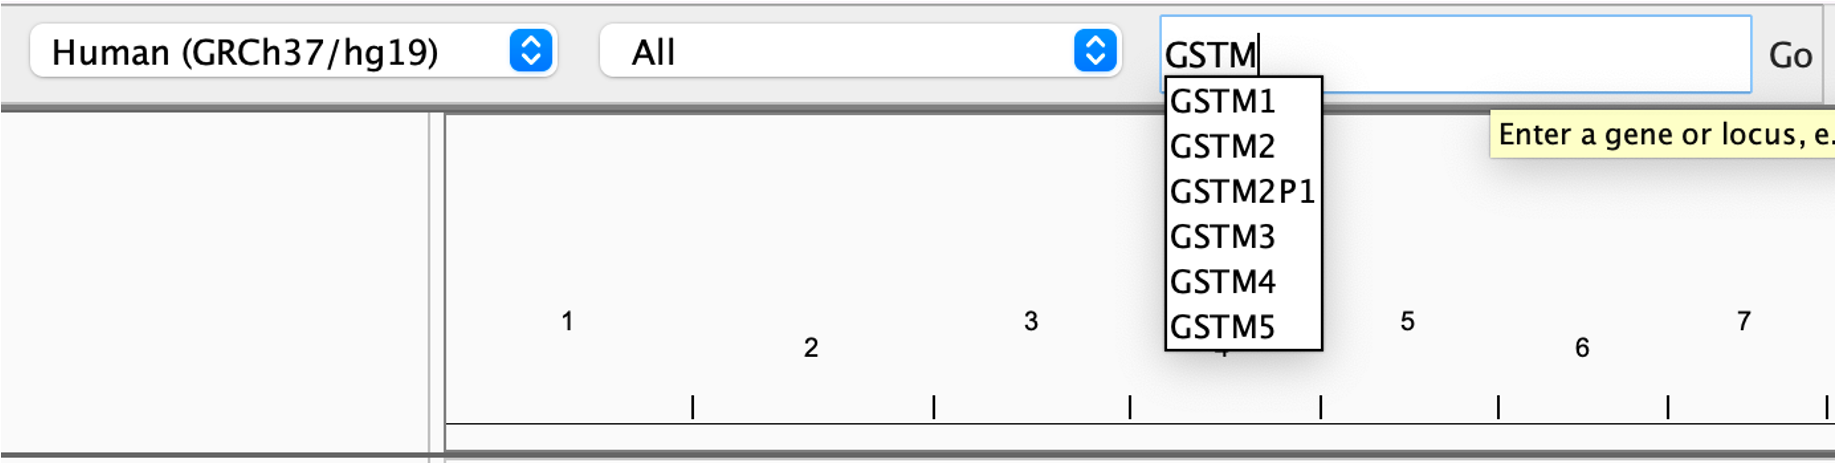 Human (GRCh37/hg19) All GSTM Go
GSTM1
Enter a gene or locus, e.
GSTM2
GSTM2P1
GSTM3
GSTM4
GSTM5
1 3 5 7
2 6